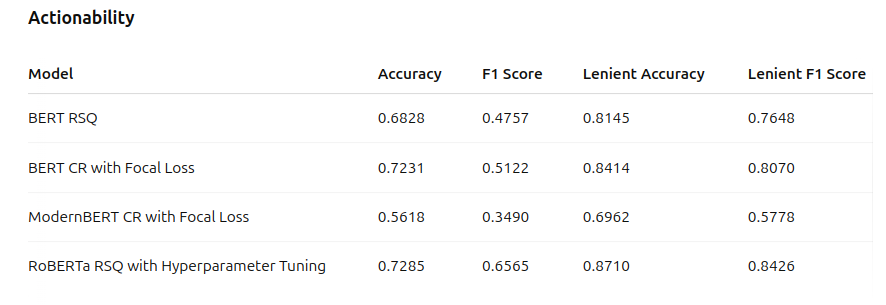 Actionability
Model Accuracy F1 Score Lenient Accuracy Lenient F1 Score
BERT RSQ 0.6828 0.4757 0.8145 0.7648
BERT CR with Focal Loss 0.7231 0.5122 0.8414 0.8070
ModernBERT CR with Focal Loss 0.5618 0.3490 0.6962 0.5778
RoBERTa RSQ with Hyperparameter Tuning 0.7285 0.6565 0.8710 0.8426